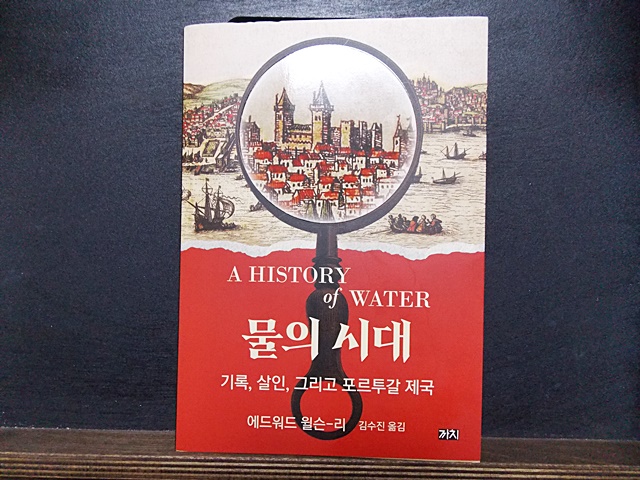 A HISTORY
of WATER
물의 시대
기록, 살인, 그리고 포르투갈 제국
에드워드 윌슨-리 김수진 옮김
까치